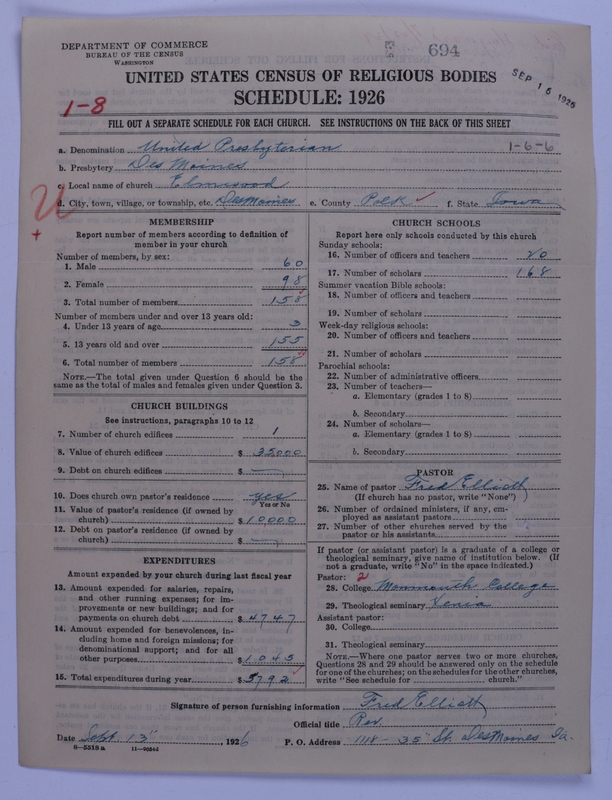 DEPARTMENT OF COMMERCE
BUREAU OF THE CENSUS
WASHINGTON
694
SEP 15 1926
UNITED STATES CENSUS OF RELIGIOUS BODIES
SCHEDULE: 1926
1-8
FILL OUT A SEPARATE SCHEDULE FOR EACH CHURCH. SEE INSTRUCTIONS ON THE BACK OF THIS SHEET
a. Denomination United Presbyterian 1-6-6
b. Presbytery Des Moines
c. Local name of church Elmwood
d. City, town, village, or township, etc. Des Moines e. County Polk ✓ f. State Iowa
MEMBERSHIP
Report number of members according to definition of
member in your church
Number of members, by sex:
1. Male 60
2. Female 98
3. Total number of members 158
Number of members under and over 13 years old:
4. Under 13 years of age 3
5. 13 years old and over 155
6. Total number of members 158
NOTE.—The total given under Question 6 should be
same as the total of males and females given under Question 3.
CHURCH BUILDINGS
See instructions, paragraphs 10 to 12
7. Number of church edifices 1
8. Value of church edifices $ 35000
9. Debt on church edifices $ —
10. Does church own pastor's residence yes
Yes or No
11. Value of pastor's residence (if owned by
church) $ 10000
12. Debt on pastor's residence (if owned by
church) $ —
EXPENDITURES
Amount expended by your church during last fiscal year
13. Amount expended for salaries, repairs,
and other running expenses; for im-
provements or new buildings; and for
payments on church debt $ 4747
14. Amount expended for benevolences, in-
cluding home and foreign missions; for
denominational support; and for all
other purposes $ 1045
15. Total expenditures during year $ 5792 ✓
CHURCH SCHOOLS
Report here only schools conducted by this church
Sunday schools:
16. Number of officers and teachers 20
17. Number of scholars 168
Summer vacation Bible schools:
18. Number of officers and teachers
19. Number of scholars
Week-day religious schools:
20. Number of officers and teachers
21. Number of scholars
Parochial schools:
22. Number of administrative officers
23. Number of teachers—
a. Elementary (grades 1 to 8)
b. Secondary
24. Number of scholars—
a. Elementary (grades 1 to 8)
b. Secondary
PASTOR
25. Name of pastor Fred Elliott
(If church has no pastor, write "None")
26. Number of ordained ministers, if any, em-
ployed as assistant pastors
27. Number of other churches served by the
pastor or his assistants
If pastor (or assistant pastor) is a graduate of a college or
theological seminary, give name of institution below. (If
not a graduate, write "No" in the space indicated.)
Pastor: 2
28. College Monmouth College
29. Theological seminary Xenia
Assistant pastor:
30. College
31. Theological seminary
NOTE.—Where one pastor serves two or more churches,
Questions 28 and 29 should be answered only on the schedule
for one of the churches; on the schedules for the other churches,
write "See schedule for church."
Signature of person furnishing information Fred Elliott
Official title Rev.
Date Sept. 13", 1926 P. O. Address 1118 - 35" St. Des Moines Ia.
8-5518 a 11-9084d